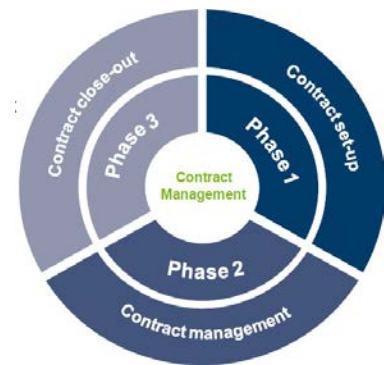 Contract close-out
Phase 3
Contract set-up
Phase 1
Contract
Management
Phase 2
Contract management